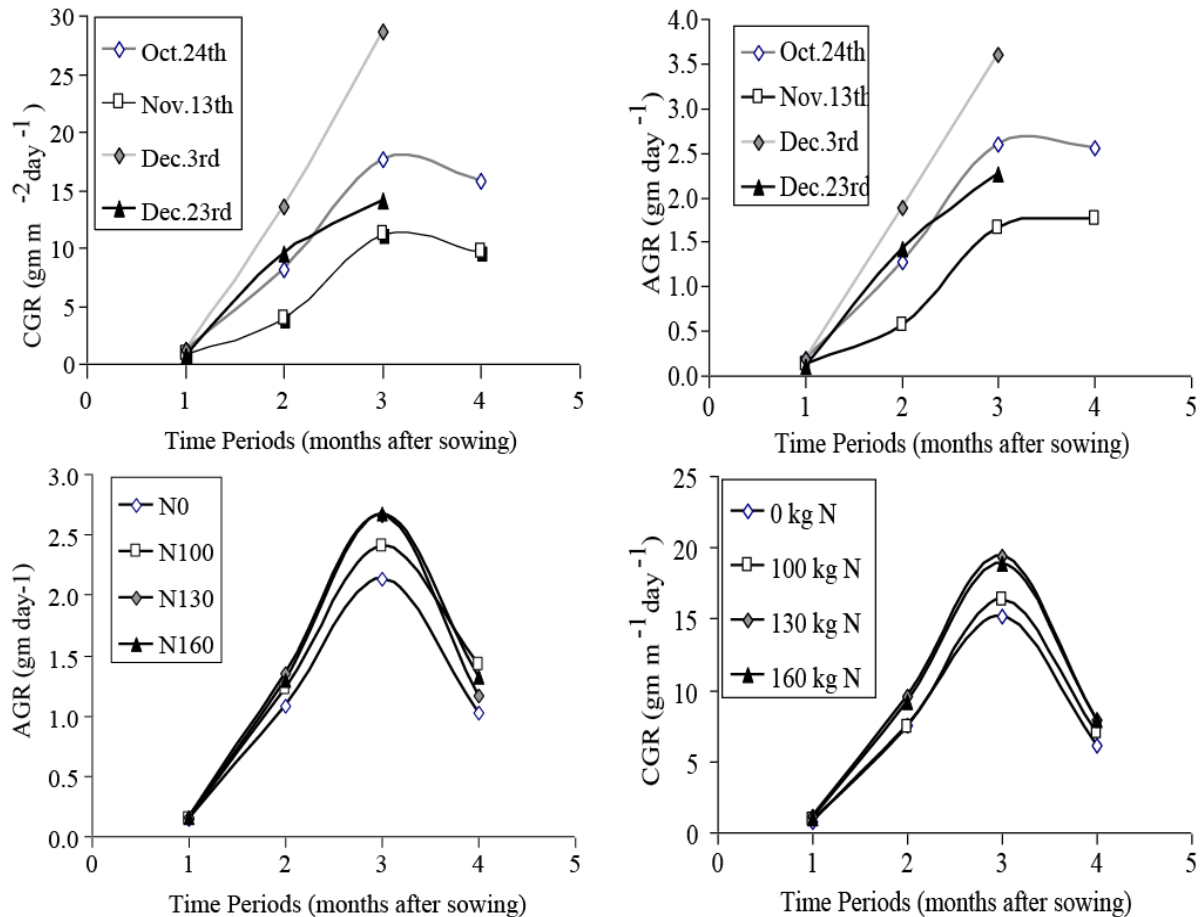 30
25
20
15
10
5
0
0
1
2
3
4
5
CGR (gm m -2 day -1)
Time Periods (months after sowing)
Oct.24th
Nov.13th
Dec.3rd
Dec.23rd
4.0
3.5
3.0
2.5
2.0
1.5
1.0
0.5
0.0
0
1
2
3
4
5
AGR (gm day -1)
Time Periods (months after sowing)
Oct.24th
Nov.13th
Dec.3rd
Dec.23rd
3.0
2.5
2.0
1.5
1.0
0.5
0.0
0
1
2
3
4
5
AGR (gm day-1)
Time Periods (months after sowing)
N0
N100
N130
N160
25
20
15
10
5
0
0
1
2
3
4
5
CGR (gm m -1 day -1)
Time Periods (months after sowing)
0 kg N
100 kg N
130 kg N
160 kg N